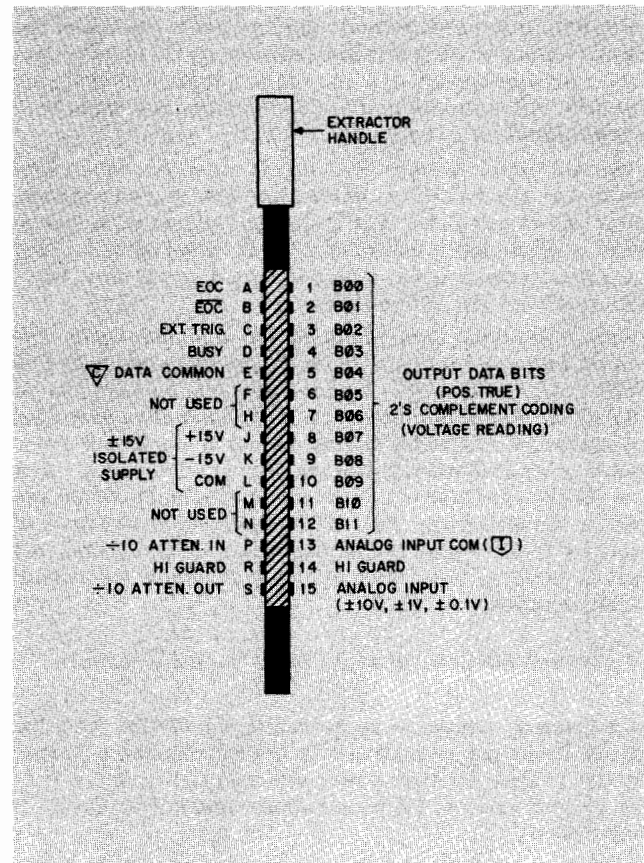 EXTRACTOR
HANDLE
EOC A 1 B00
EOC B 2 B01
EXT. TRIG. C 3 B02
BUSY D 4 B03
C DATA COMMON E 5 B04
NOT USED
F 6 B05
H 7 B06
OUTPUT DATA BITS
(POS. TRUE)
2'S COMPLEMENT CODING
(VOLTAGE READING)
±15V
ISOLATED
SUPPLY
+15V J 8 B07
-15V K 9 B08
COM L 10 B09
NOT USED
M 11 B10
N 12 B11
÷10 ATTEN. IN P 13 ANALOG INPUT COM (I)
HI GUARD R 14 HI GUARD
÷10 ATTEN. OUT S 15 ANALOG INPUT
(±10V, ±1V, ±0.1V)